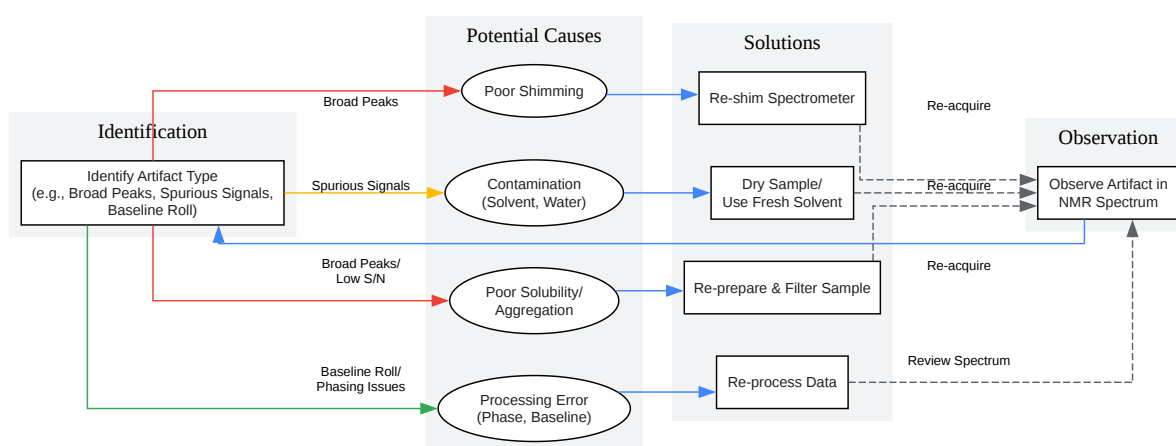 Potential Causes
Solutions
Poor Shimming
Broad Peaks
Re-shim Spectrometer
Re-acquire
Identification
Observation
Identify Artifact Type
(e.g., Broad Peaks, Spurious Signals,
Baseline Roll)
Spurious Signals
Contamination
(Solvent, Water)
Dry Sample/
Use Fresh Solvent
Re-acquire
Observe Artifact in
NMR Spectrum
Broad Peaks/
Low S/N
Poor Solubility/
Aggregation
Re-prepare & Filter Sample
Re-acquire
Baseline Roll/
Phasing Issues
Processing Error
(Phase, Baseline)
Re-process Data
Review Spectrum